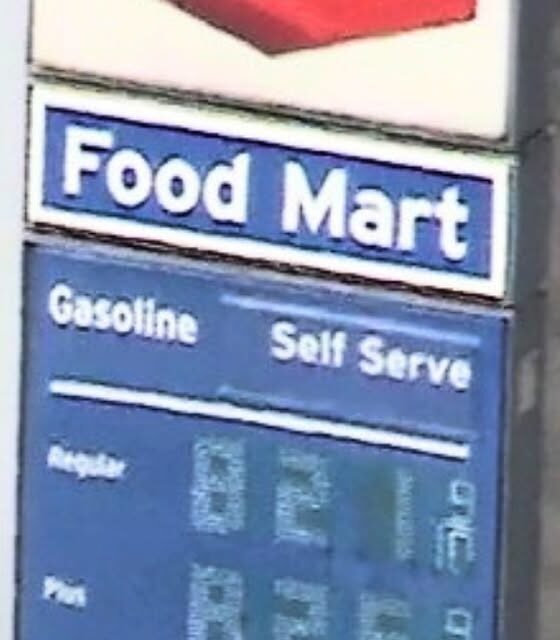 Food Mart
Gasoline Self Serve
Regular
Plus